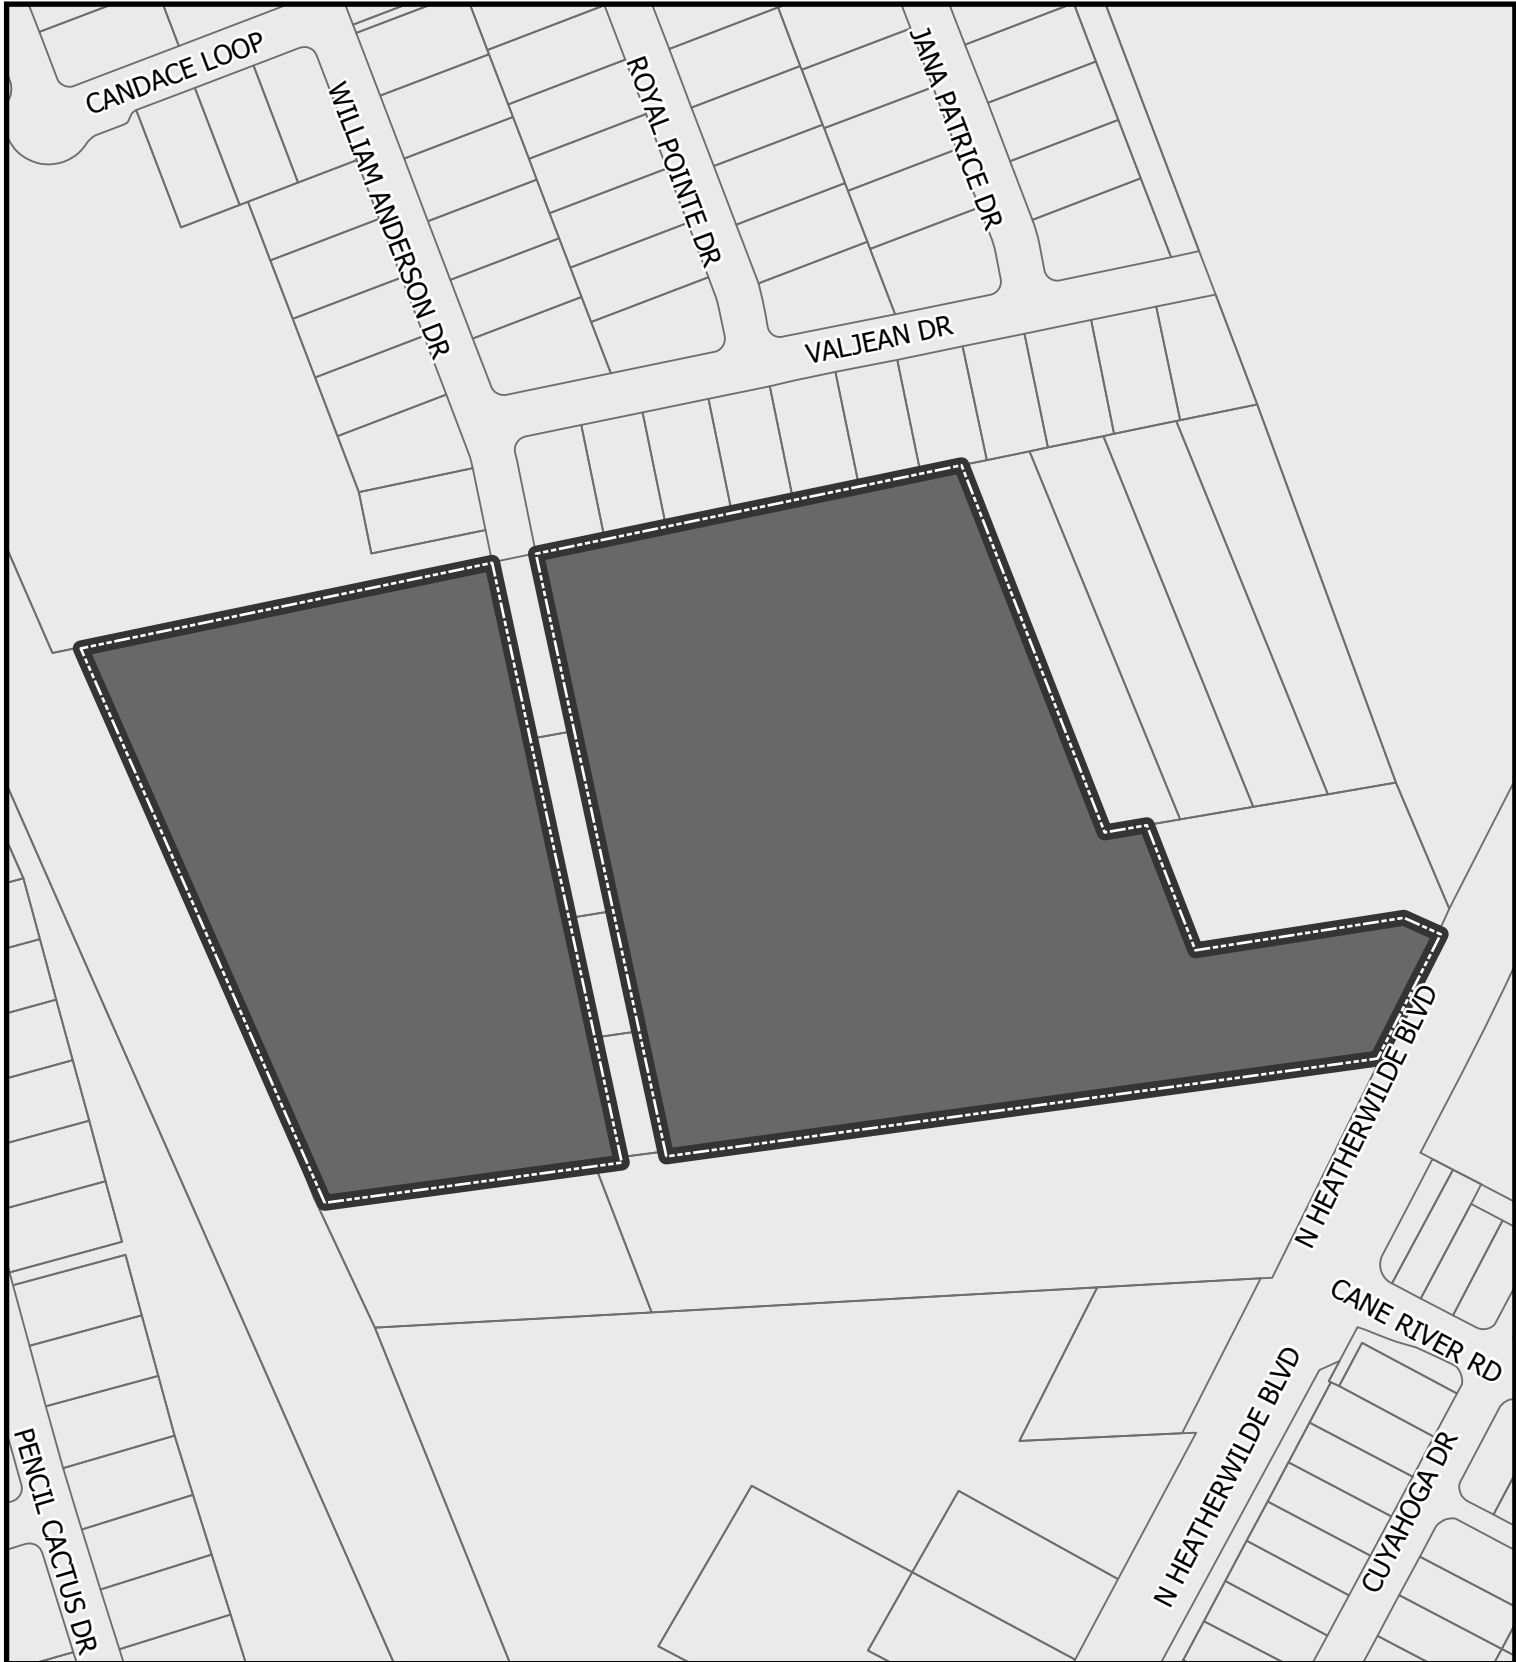 CANDACE LOOP
WILLIAM ANDERSON DR
ROYAL POINTE DR
JANA PATRICE DR
VALJEAN DR
N HEATHERWILDE BLVD
CANE RIVER RD
N HEATHERWILDE BLVD
CUYAHOGA DR
PENCIL CACTUS DR